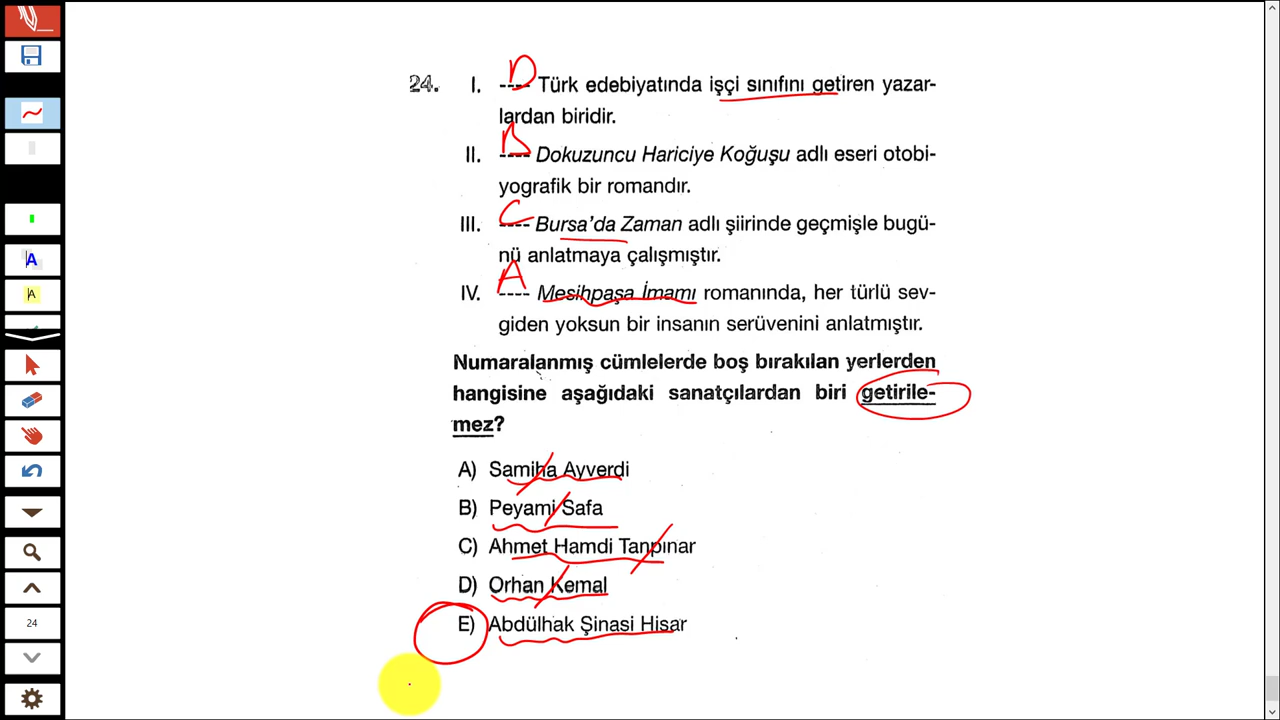 24. I. ---- Türk edebiyatında işçi sınıfını getiren yazar-
lardan biridir.
II. ---- Dokuzuncu Hariciye Koğuşu adlı eseri otobi-
yografik bir romandır.
III. ---- Bursa'da Zaman adlı şiirinde geçmişle bugü-
nü anlatmaya çalışmıştır.
IV. ---- Mesihpaşa İmamı romanında, her türlü sev-
giden yoksun bir insanın serüvenini anlatmıştır.
Numaralanmış cümlelerde boş bırakılan yerlerden
hangisine aşağıdaki sanatçılardan biri getirile-
mez?
A) Samiha Ayverdi
B) Peyami Safa
C) Ahmet Hamdi Tanpınar
D) Orhan Kemal
E) Abdülhak Şinasi Hisar
D
B
C
A
A
A
24